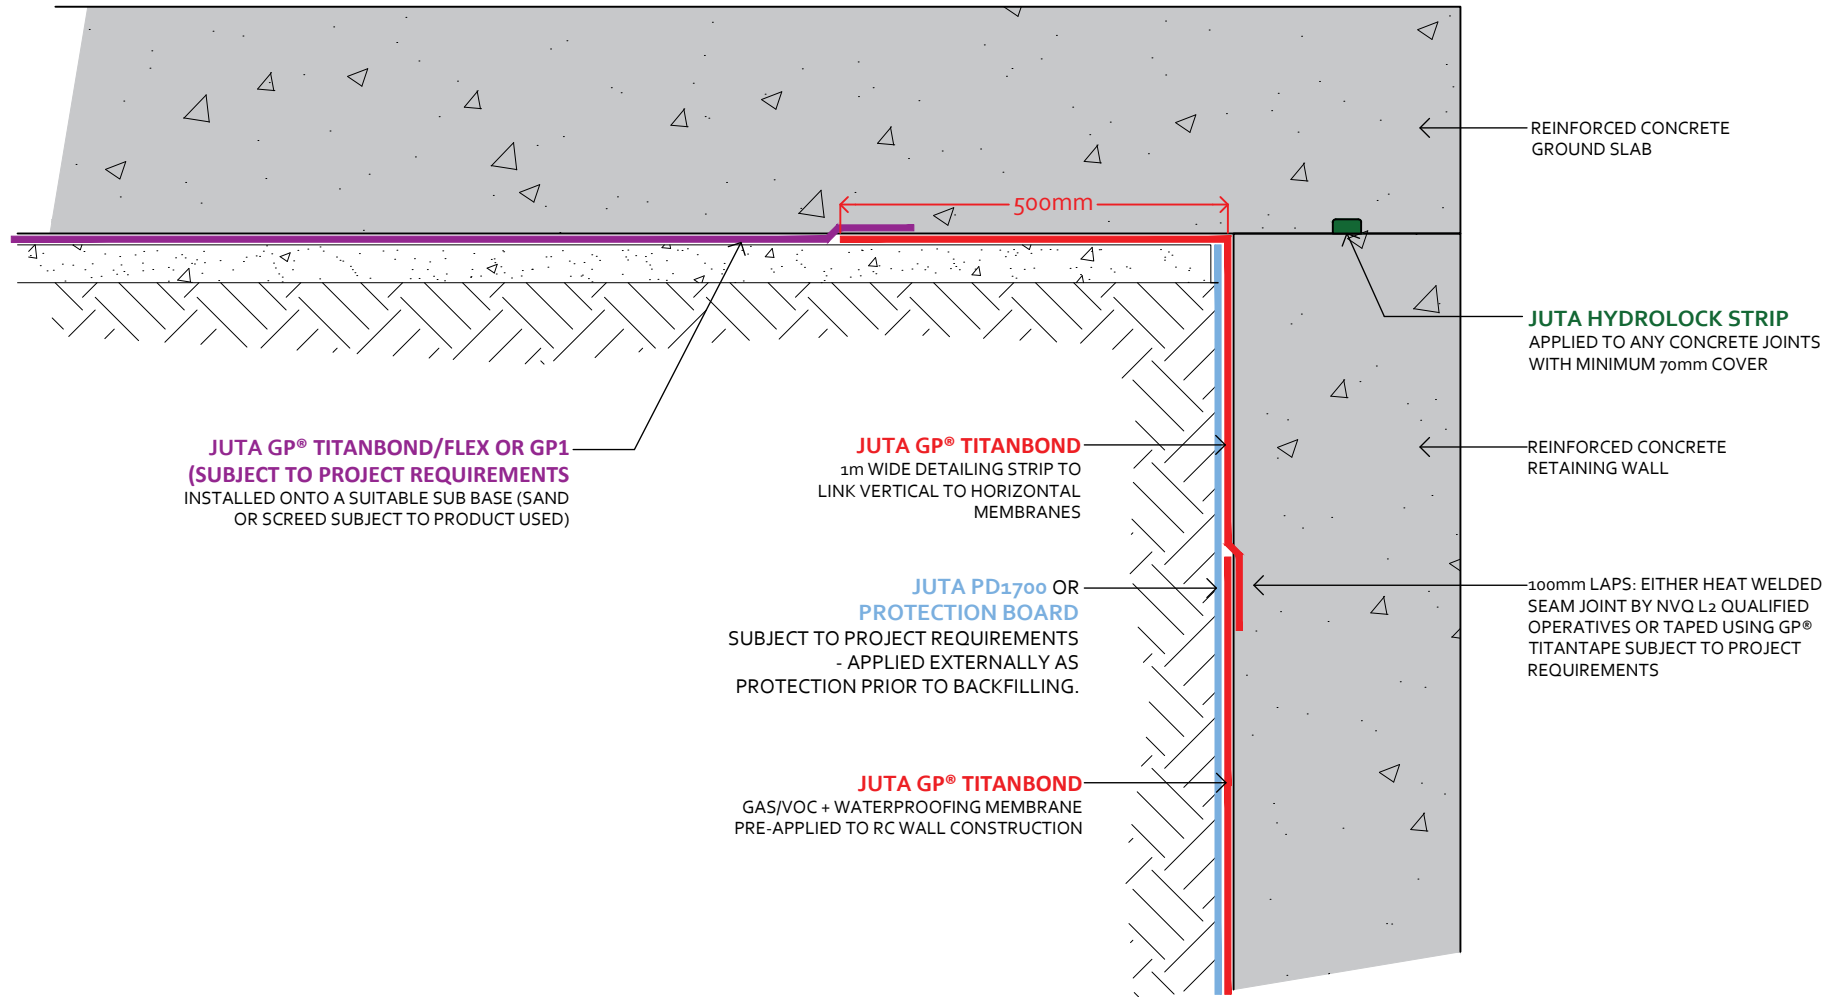 REINFORCED CONCRETE
GROUND SLAB
500mm
JUTA HYDROLOCK STRIP
APPLIED TO ANY CONCRETE JOINTS
WITH MINIMUM 70mm COVER
JUTA GP® TITANBOND/FLEX OR GP1
(SUBJECT TO PROJECT REQUIREMENTS
INSTALLED ONTO A SUITABLE SUB BASE (SAND
OR SCREED SUBJECT TO PRODUCT USED)
JUTA GP® TITANBOND
1m WIDE DETAILING STRIP TO
LINK VERTICAL TO HORIZONTAL
MEMBRANES
REINFORCED CONCRETE
RETAINING WALL
JUTA PD1700 OR
PROTECTION BOARD
SUBJECT TO PROJECT REQUIREMENTS
- APPLIED EXTERNALLY AS
PROTECTION PRIOR TO BACKFILLING.
100mm LAPS: EITHER HEAT WELDED
SEAM JOINT BY NVQ L2 QUALIFIED
OPERATIVES OR TAPED USING GP®
TITANTAPE SUBJECT TO PROJECT
REQUIREMENTS
JUTA GP® TITANBOND
GAS/VOC + WATERPROOFING MEMBRANE
PRE-APPLIED TO RC WALL CONSTRUCTION